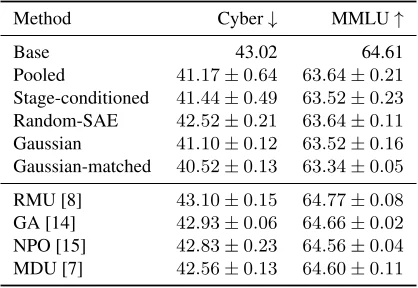 Method Cyber ↓ MMLU ↑
Base 43.02 64.61
Pooled 41.17 ± 0.64 63.64 ± 0.21
Stage-conditioned 41.44 ± 0.49 63.52 ± 0.23
Random-SAE 42.52 ± 0.21 63.64 ± 0.11
Gaussian 41.10 ± 0.12 63.52 ± 0.16
Gaussian-matched 40.52 ± 0.13 63.34 ± 0.05
RMU [8] 43.10 ± 0.15 64.77 ± 0.08
GA [14] 42.93 ± 0.06 64.66 ± 0.02
NPO [15] 42.83 ± 0.23 64.56 ± 0.04
MDU [7] 42.56 ± 0.13 64.60 ± 0.11